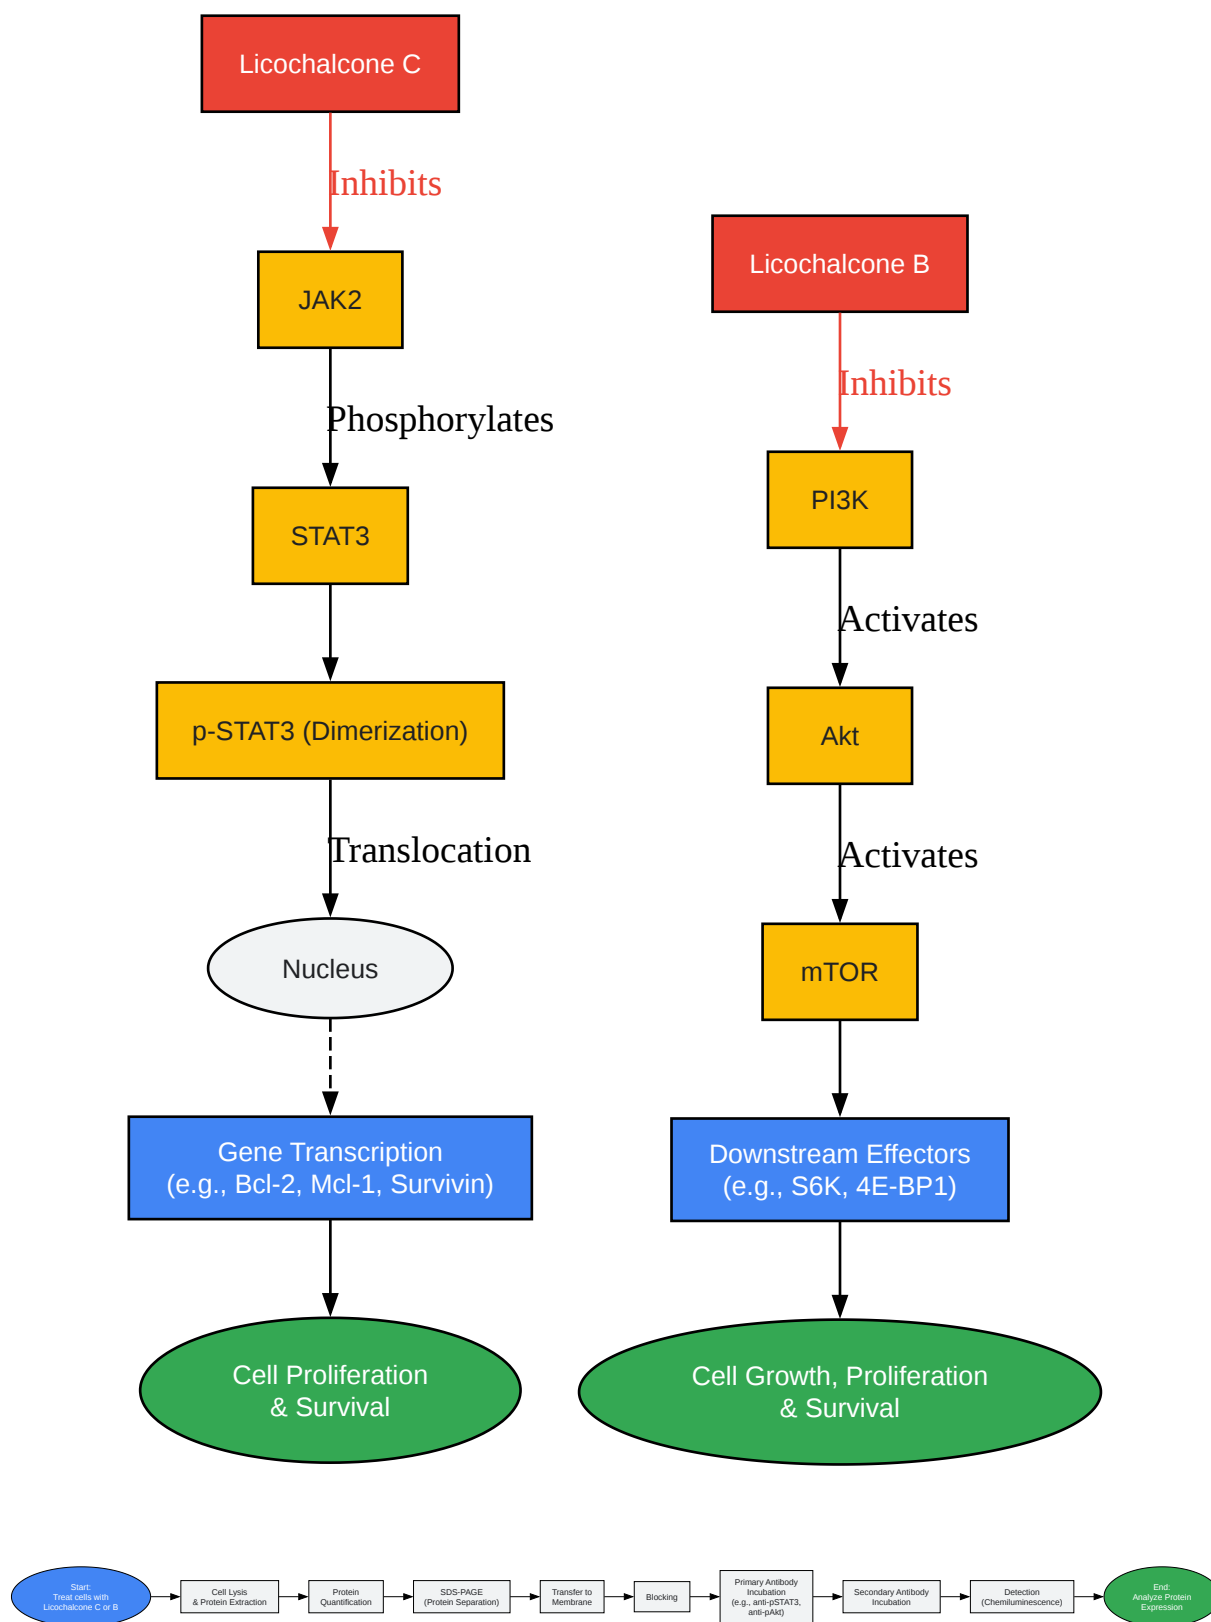 Licochalcone C
Inhibits
JAK2
Phosphorylates
STAT3
p-STAT3 (Dimerization)
Translocation
Nucleus
Gene Transcription
(e.g., Bcl-2, Mcl-1, Survivin)
Cell Proliferation
& Survival
Licochalcone B
Inhibits
PI3K
Activates
Akt
Activates
mTOR
Downstream Effectors
(e.g., S6K, 4E-BP1)
Cell Growth, Proliferation
& Survival
Start:
Treat cells with
Licochalcone C or B
Cell Lysis
& Protein Extraction
Protein
Quantification
SDS-PAGE
(Protein Separation)
Transfer to
Membrane
Blocking
Primary Antibody
Incubation
(e.g., anti-pSTAT3,
anti-pAkt)
Secondary Antibody
Incubation
Detection
(Chemiluminescence)
End:
Analyze Protein
Expression